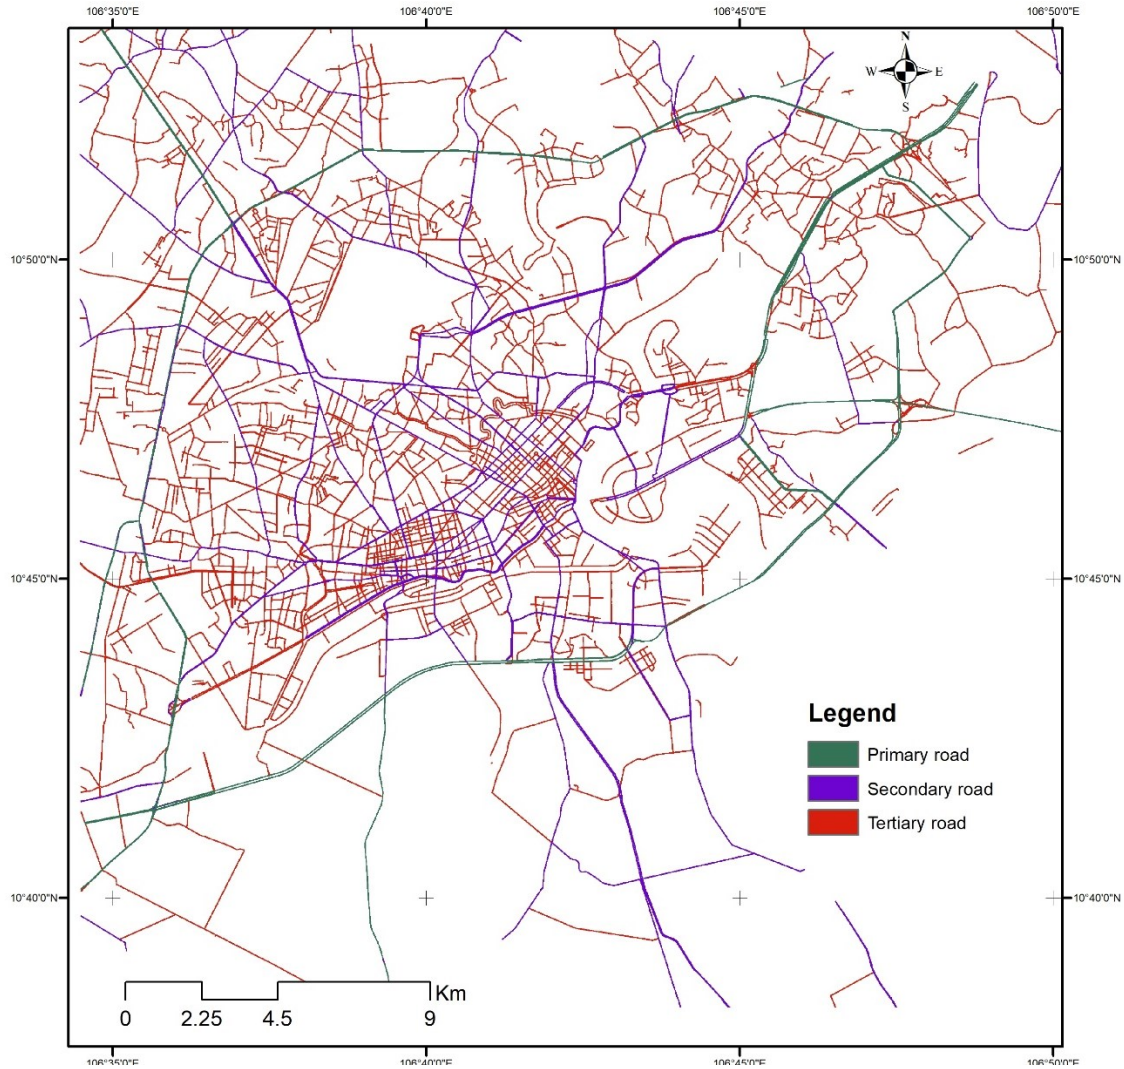 106°35'0"E 106°40'0"E 106°45'0"E 106°50'0"E
N
W E
S
10°50'0"N 10°50'0"N
10°45'0"N 10°45'0"N
Legend
Primary road
Secondary road
Tertiary road
10°40'0"N 10°40'0"N
Km
0 2.25 4.5 9
106°35'0"E 106°40'0"E 106°45'0"E 106°50'0"E